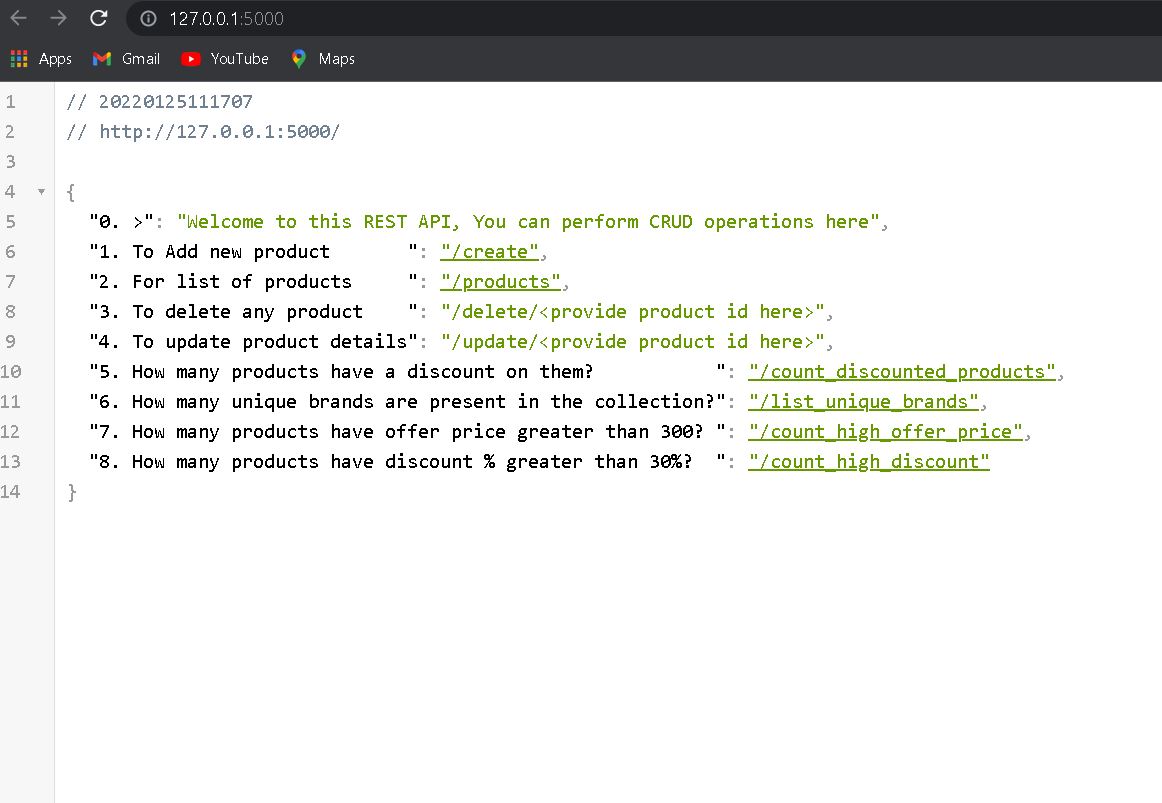 127.0.0.1:5000
Apps Gmail YouTube Maps
1 // 20220125111707
2 // http://127.0.0.1:5000/
3
4 {
5 "0. >": "Welcome to this REST API, You can perform CRUD operations here",
6 "1. To Add new product       ": "/create",
7 "2. For list of products     ": "/products",
8 "3. To delete any product    ": "/delete/<provide product id here>",
9 "4. To update product details": "/update/<provide product id here>",
10 "5. How many products have a discount on them?           ": "/count_discounted_products",
11 "6. How many unique brands are present in the collection?": "/list_unique_brands",
12 "7. How many products have offer price greater than 300? ": "/count_high_offer_price",
13 "8. How many products have discount % greater than 30%?  ": "/count_high_discount"
14 }